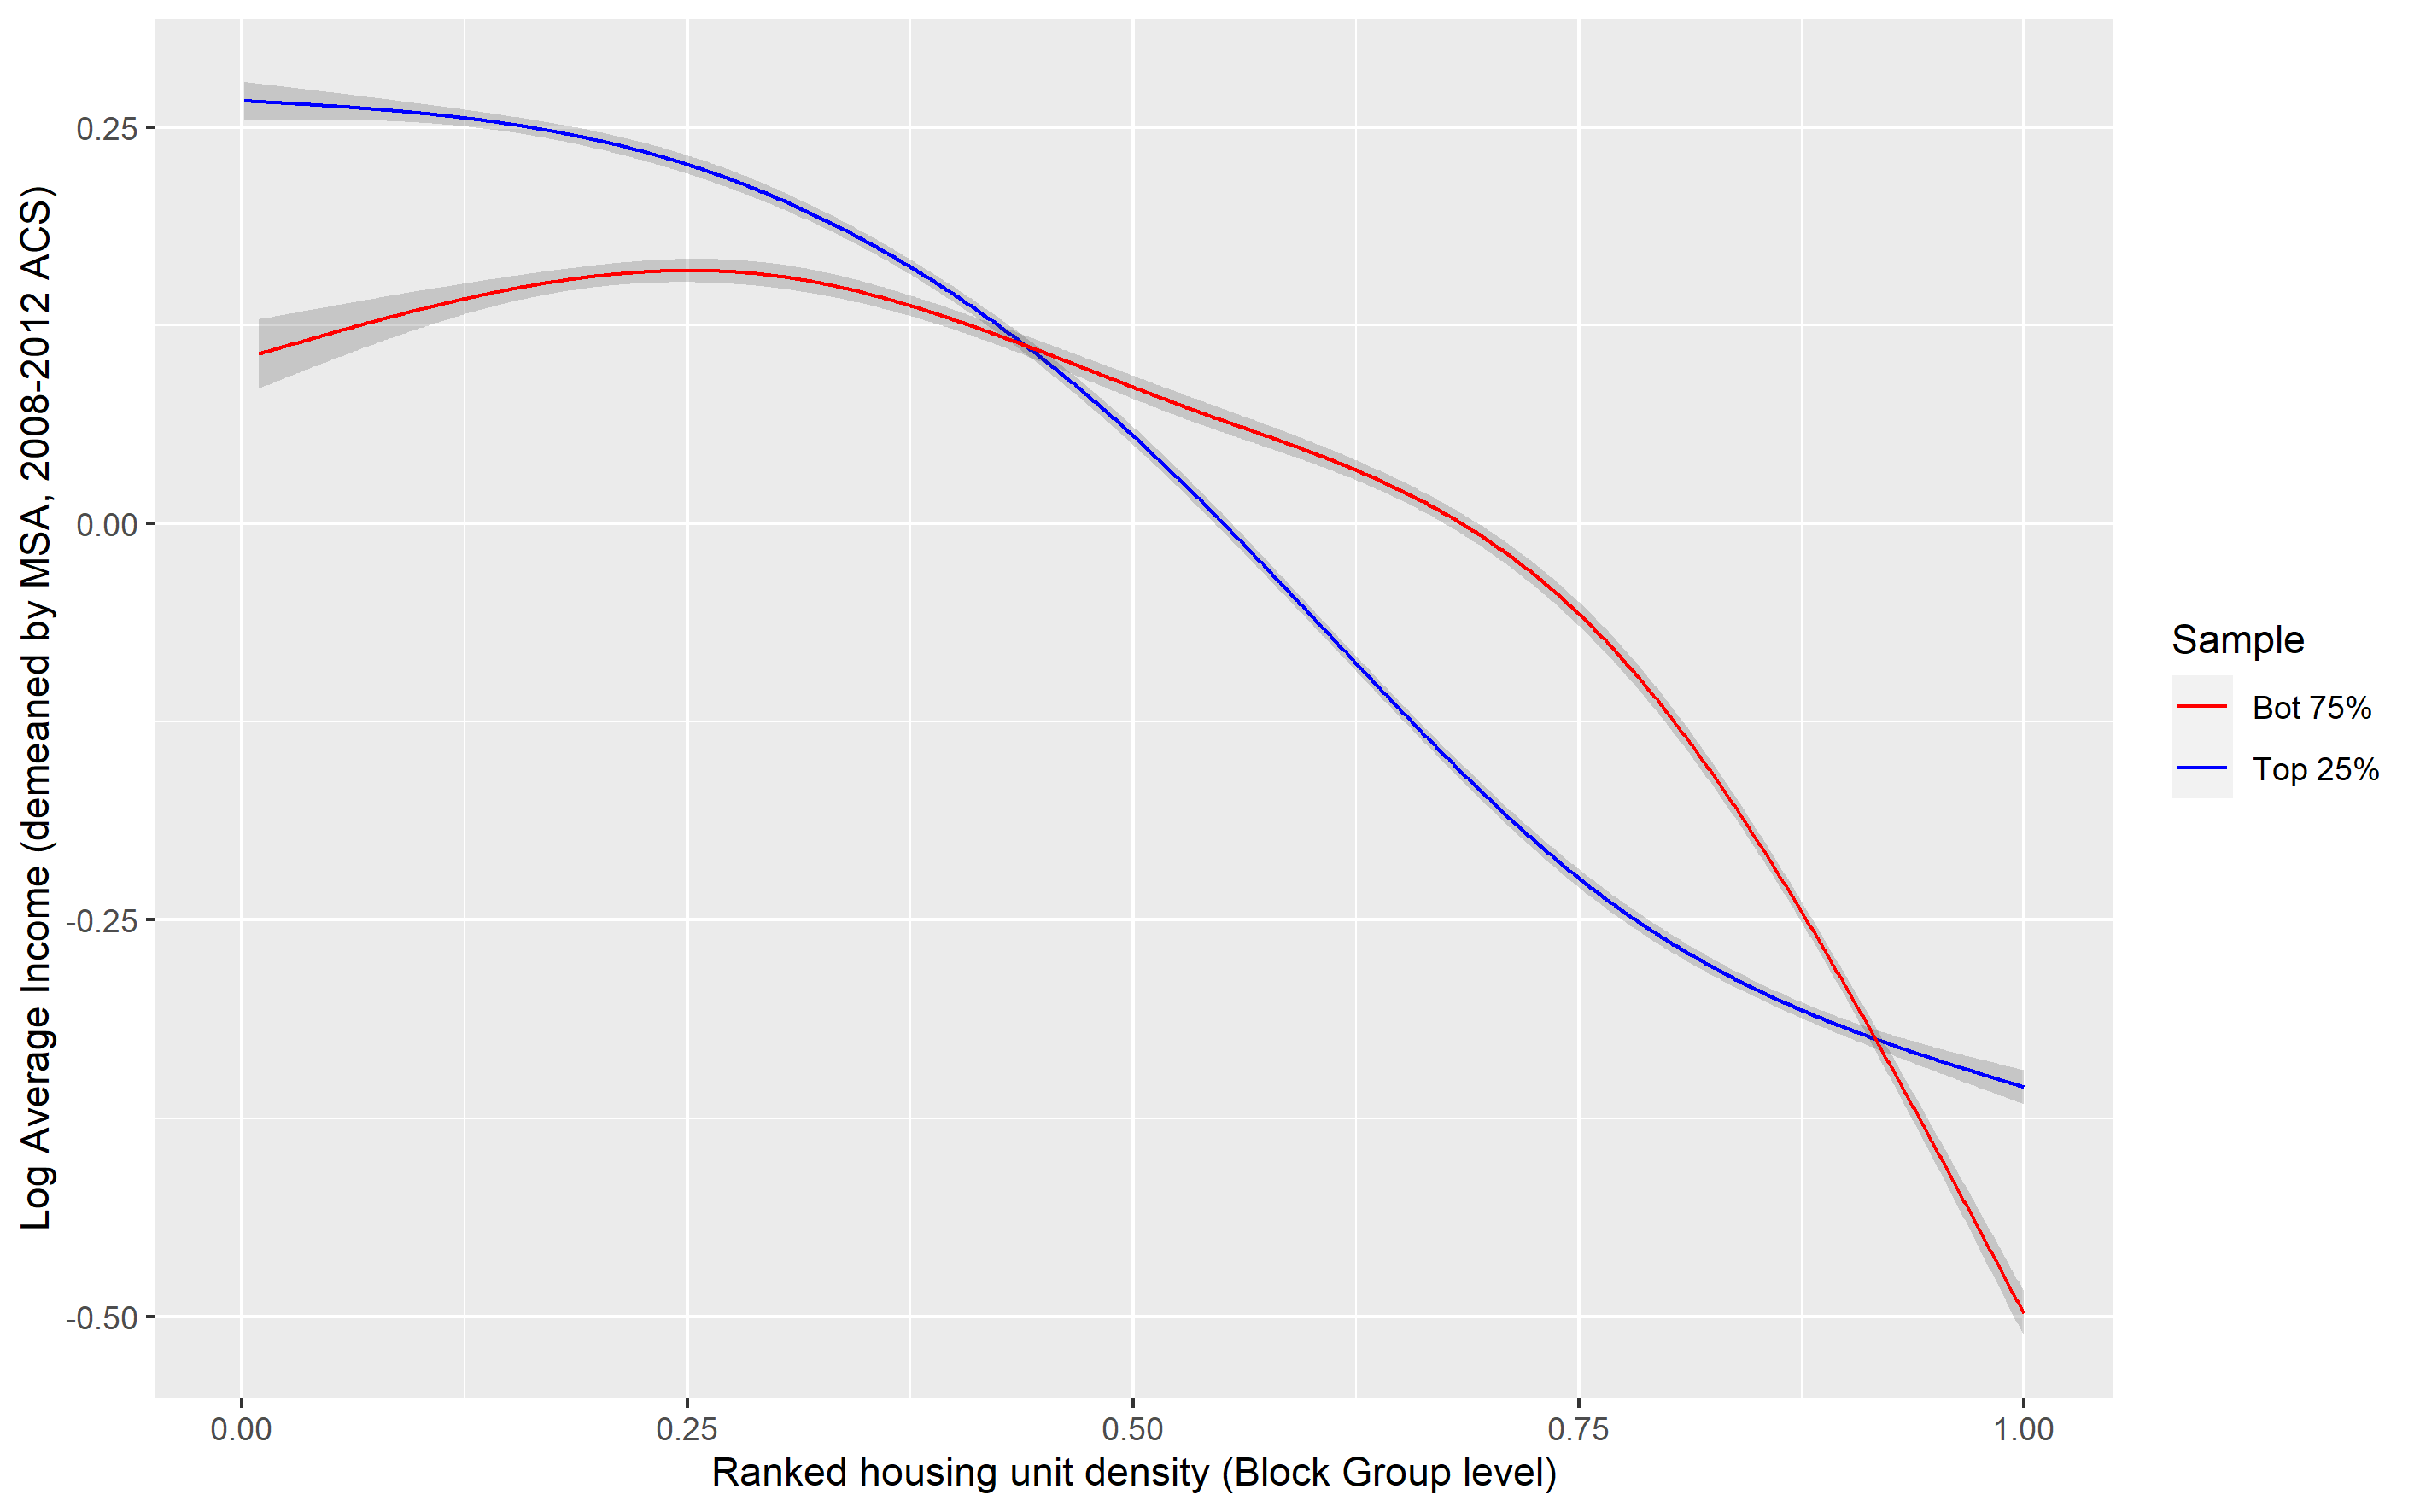 Log Average Income (demeaned by MSA, 2008-2012 ACS)
0.25
0.00
-0.25
-0.50
0.00 0.25 0.50 0.75 1.00
Ranked housing unit density (Block Group level)
Sample
Bot 75%
Top 25%